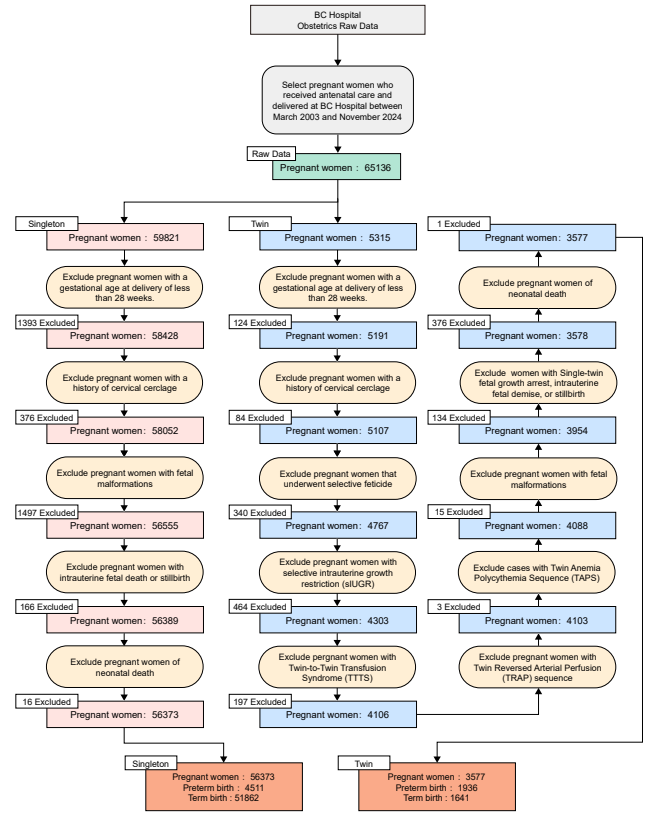 BC Hospital
Obstetrics Raw Data
Select pregnant women who
received antenatal care and
delivered at BC Hospital between
March 2003 and November 2024
Raw Data
Pregnant women : 65136
Singleton
Pregnant women : 59821
Exclude pregnant women with a
gestational age at delivery of less
than 28 weeks.
1393 Excluded
Pregnant women: 58428
Exclude pregnant women with
a history of cervical cerclage
376 Excluded
Pregnant women: 58052
Exclude pregnant women with fetal
malformations
1497 Excluded
Pregnant women: 56555
Exclude pregnant women with
intrauterine fetal death or stillbirth
166 Excluded
Pregnant women: 56389
Exclude pregnant women of
neonatal death
16 Excluded
Pregnant women: 56373
Twin
Pregnant women : 5315
Exclude pregnant women with a
gestational age at delivery of less
than 28 weeks.
124 Excluded
Pregnant women: 5191
Exclude pregnant women with
a history of cervical cerclage
84 Excluded
Pregnant women: 5107
Exclude pregnant women that
underwent selective feticide
340 Excluded
Pregnant women: 4767
Exclude pregnant women with
selective intrauterine growth
restriction (sIUGR)
464 Excluded
Pregnant women: 4303
Exclude pregnant women with
Twin-to-Twin Transfusion
Syndrome (TTTS)
197 Excluded
Pregnant women: 4106
1 Excluded
Pregnant women: 3577
Exclude pregnant women of
neonatal death
376 Excluded
Pregnant women: 3578
Exclude women with Single-twin
fetal growth arrest, intrauterine
fetal demise, or stillbirth
134 Excluded
Pregnant women: 3954
Exclude pregnant women with fetal
malformations
15 Excluded
Pregnant women: 4088
Exclude cases with Twin Anemia
Polycythemia Sequence (TAPS)
3 Excluded
Pregnant women: 4103
Exclude pregnant women with
Twin Reversed Arterial Perfusion
(TRAP) sequence
Singleton
Pregnant women : 56373
Preterm birth : 4511
Term birth : 51862
Twin
Pregnant women : 3577
Preterm birth : 1936
Term birth : 1641